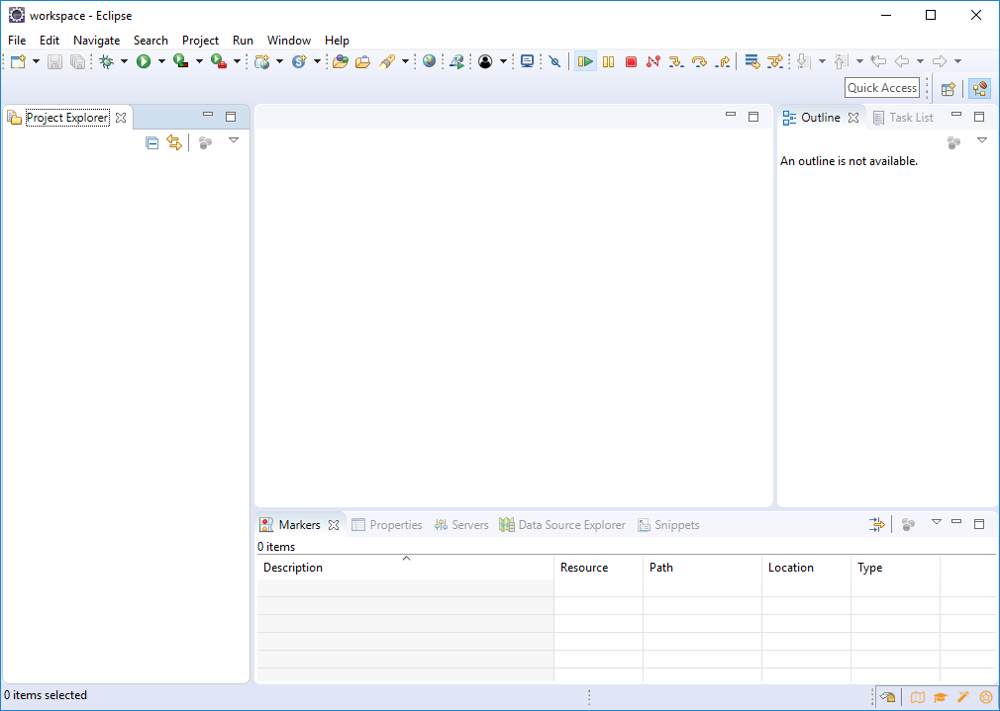 workspace - Eclipse
File Edit Navigate Search Project Run Window Help
Quick Access
Project Explorer
Outline Task List
An outline is not available.
Markers Properties Servers Data Source Explorer Snippets
0 items
Description Resource Path Location Type
0 items selected